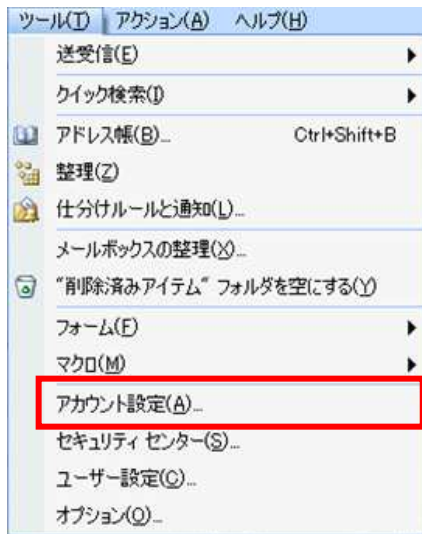 ツール(T) アクション(A) ヘルプ(H)
送受信(E)
クイック検索(I)
アドレス帳(B)... Ctrl+Shift+B
整理(Z)
仕分けルールと通知(L)...
メールボックスの整理(X)...
"削除済みアイテム" フォルダを空にする(Y)
フォーム(F)
マクロ(M)
アカウント設定(A)...
セキュリティ センター(S)...
ユーザー設定(C)...
オプション(O)...